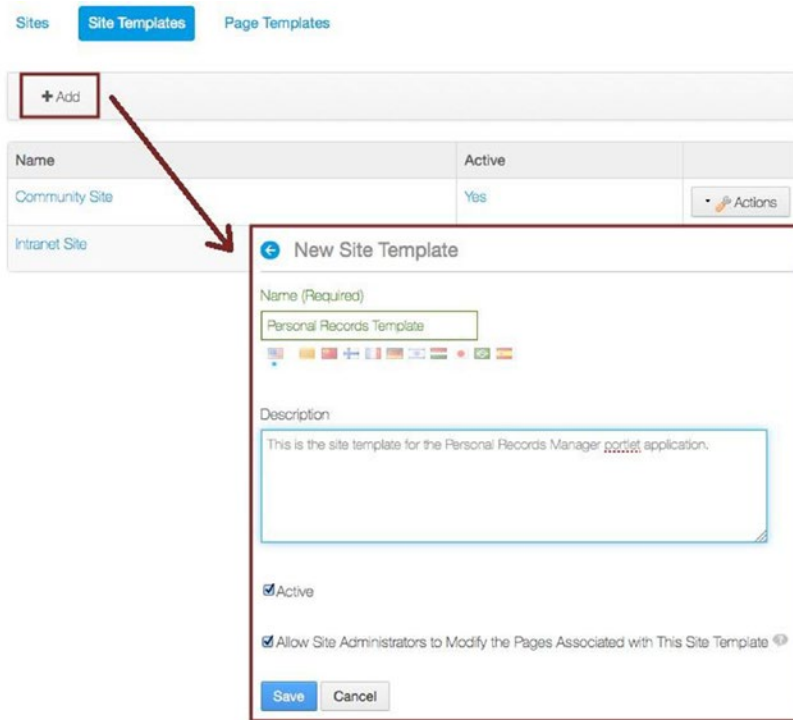 Sites Site Templates Page Templates
+ Add
Name Active
Community Site Yes Actions
Intranet Site
New Site Template
Name (Required)
Personal Records Template
Description
This is the site template for the Personal Records Manager portlet application.
Active
Allow Site Administrators to Modify the Pages Associated with This Site Template ?
Save Cancel